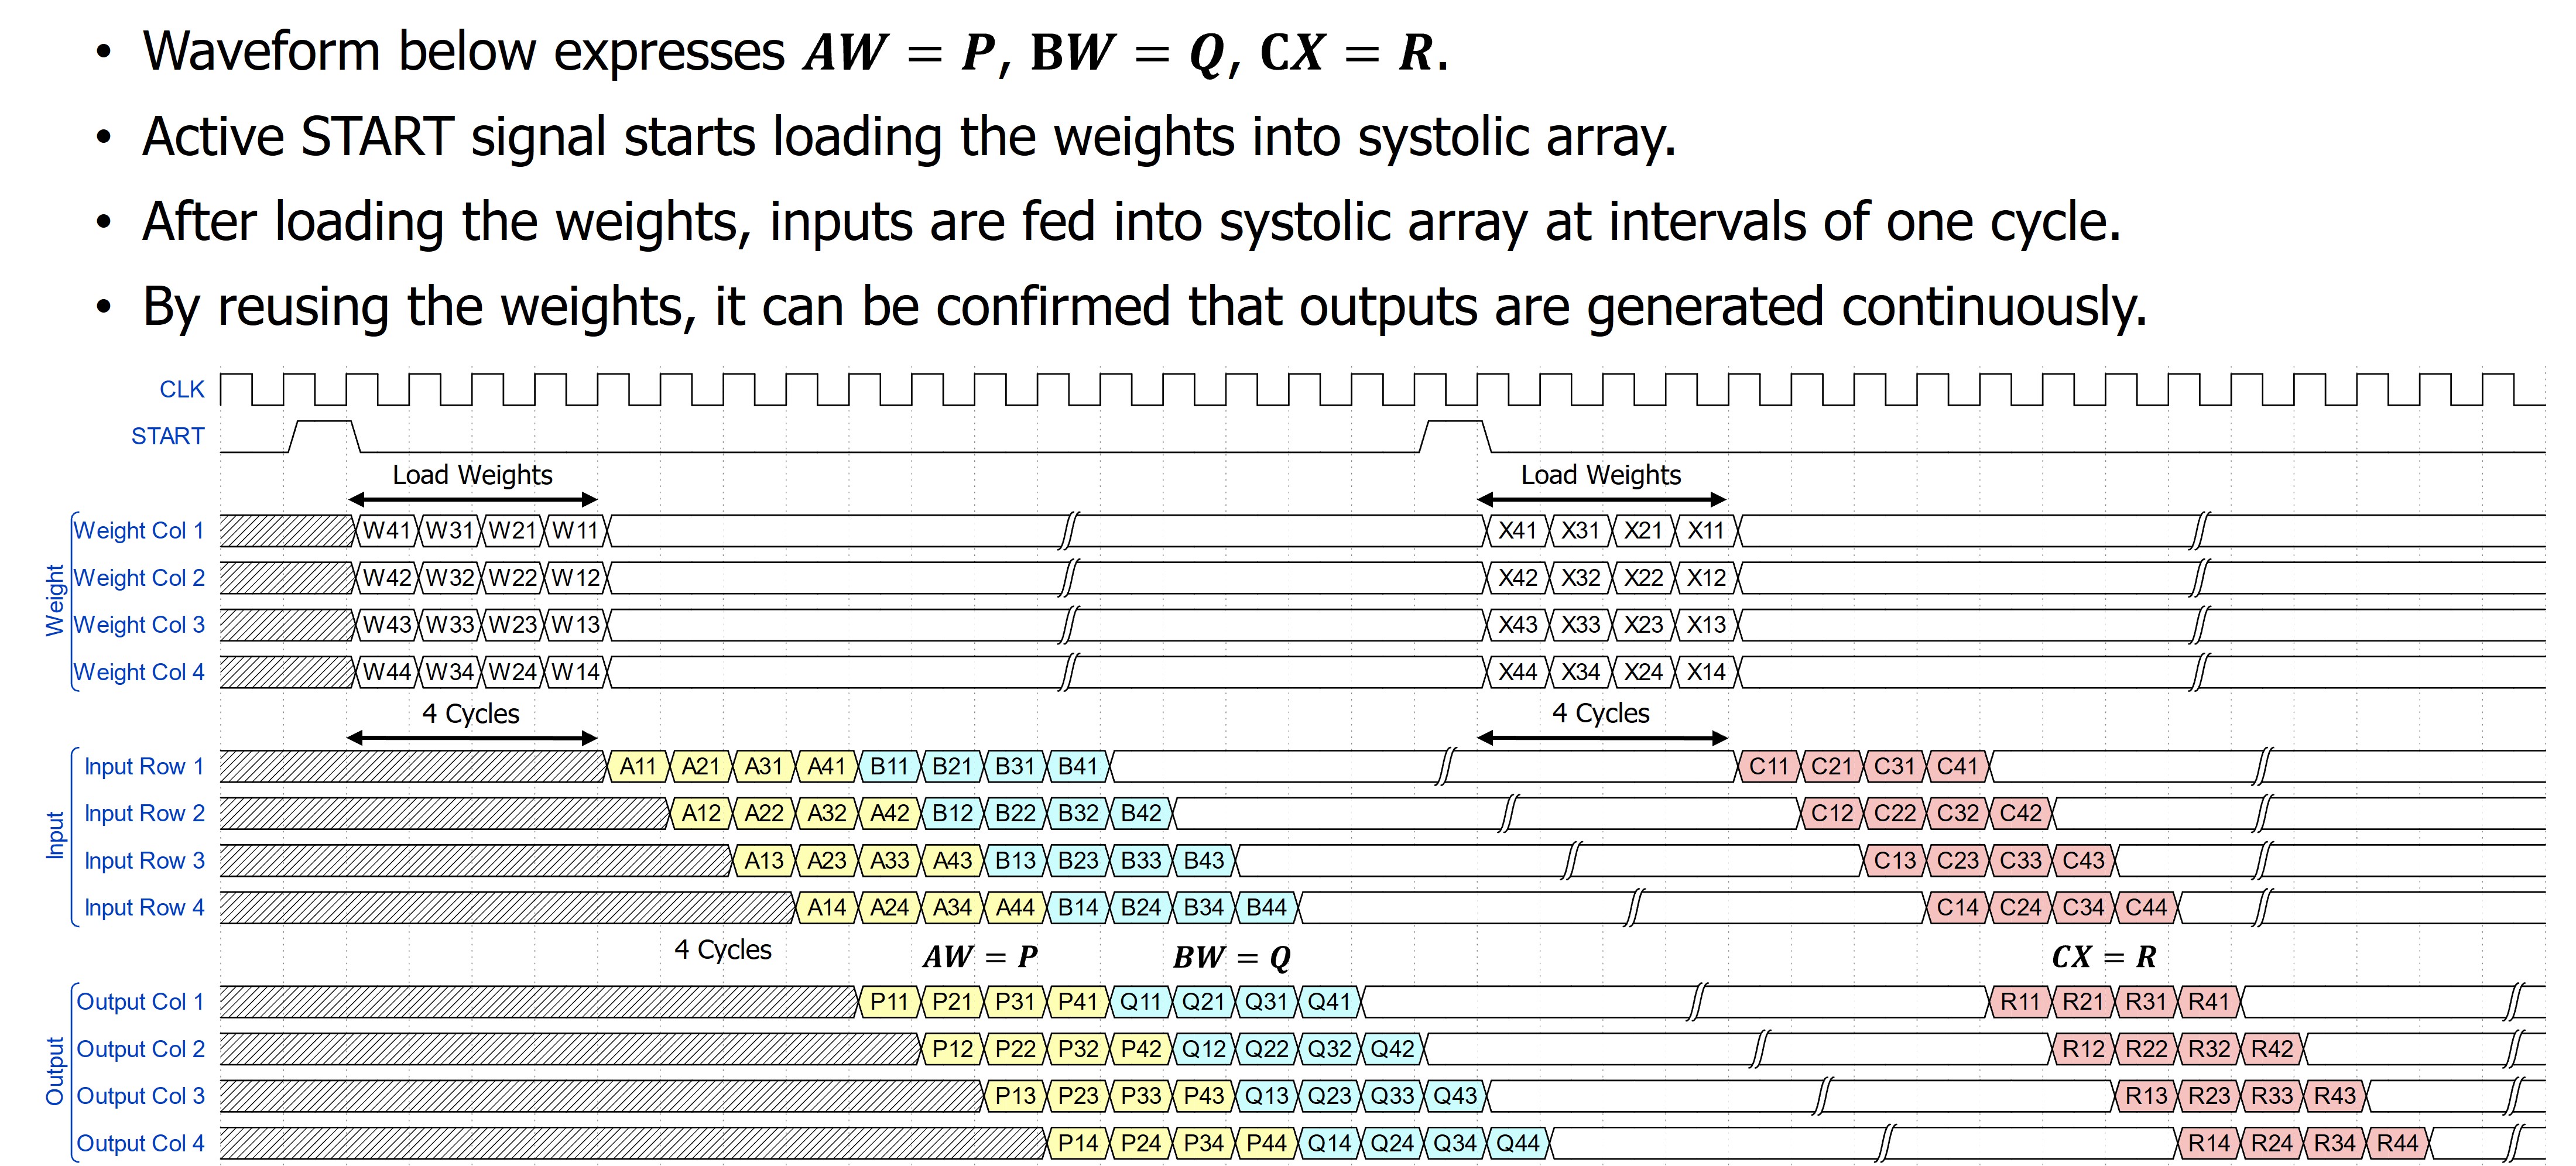 • Waveform below expresses AW = P, BW = Q, CX = R.
• Active START signal starts loading the weights into systolic array.
• After loading the weights, inputs are fed into systolic array at intervals of one cycle.
• By reusing the weights, it can be confirmed that outputs are generated continuously.
CLK
START
Load Weights Load Weights
Weight
Weight Col 1 W41 W31 W21 W11 X41 X31 X21 X11
Weight Col 2 W42 W32 W22 W12 X42 X32 X22 X12
Weight Col 3 W43 W33 W23 W13 X43 X33 X23 X13
Weight Col 4 W44 W34 W24 W14 X44 X34 X24 X14
4 Cycles 4 Cycles
Input
Input Row 1 A11 A21 A31 A41 B11 B21 B31 B41 C11 C21 C31 C41
Input Row 2 A12 A22 A32 A42 B12 B22 B32 B42 C12 C22 C32 C42
Input Row 3 A13 A23 A33 A43 B13 B23 B33 B43 C13 C23 C33 C43
Input Row 4 A14 A24 A34 A44 B14 B24 B34 B44 C14 C24 C34 C44
4 Cycles AW = P BW = Q CX = R
Output
Output Col 1 P11 P21 P31 P41 Q11 Q21 Q31 Q41 R11 R21 R31 R41
Output Col 2 P12 P22 P32 P42 Q12 Q22 Q32 Q42 R12 R22 R32 R42
Output Col 3 P13 P23 P33 P43 Q13 Q23 Q33 Q43 R13 R23 R33 R43
Output Col 4 P14 P24 P34 P44 Q14 Q24 Q34 Q44 R14 R24 R34 R44